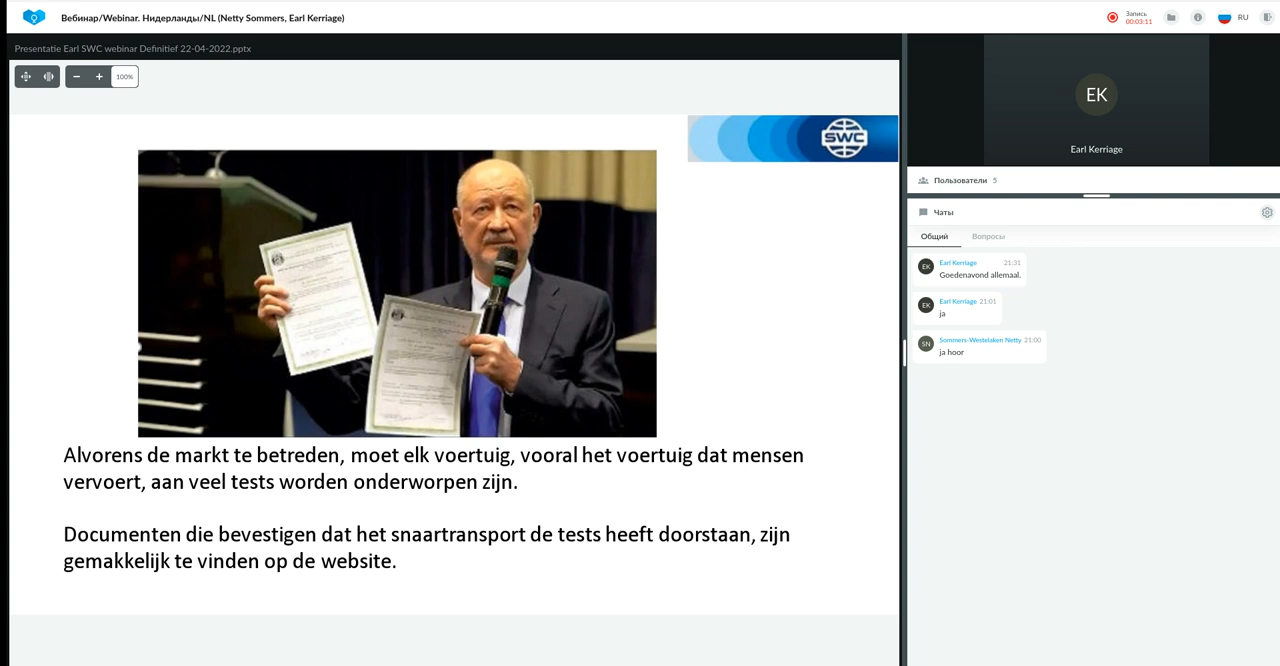 Вебинар/Webinar. Нидерланды/NL (Netty Sommers, Earl Kerriage)
Запись
00:03:11
RU
Presentatie Earl SWC webinar Definitief 22-04-2022.pptx
100%
SWC
Alvorens de markt te betreden, moet elk voertuig, vooral het voertuig dat mensen
vervoert, aan veel tests worden onderworpen zijn.
Documenten die bevestigen dat het snaartransport de tests heeft doorstaan, zijn
gemakkelijk te vinden op de website.
EK
Earl Kerriage
Пользователи 5
Чаты
Общий Вопросы
EK Earl Kerriage 21:31
Goedenavond allemaal.
EK Earl Kerriage 21:01
ja
SN Sommers-Westelaken Netty 21:00
ja hoor